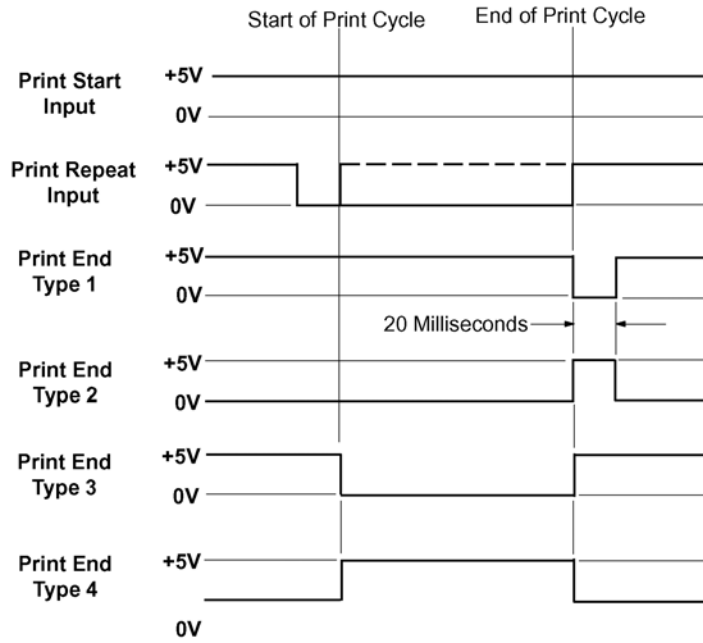 Start of Print Cycle
End of Print Cycle
Print Start
Input
+5V
0V
Print Repeat
Input
+5V
0V
Print End
Type 1
+5V
0V
20 Milliseconds
Print End
Type 2
+5V
0V
Print End
Type 3
+5V
0V
Print End
Type 4
+5V
0V